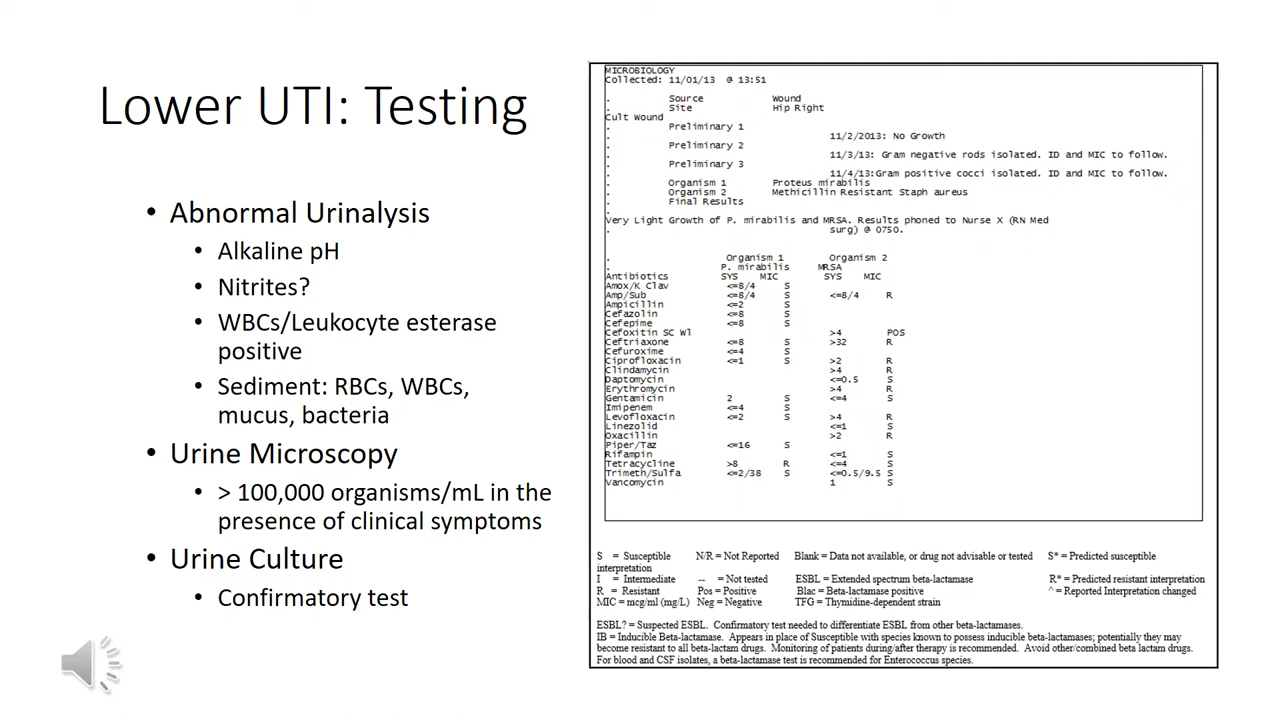 Lower UTI: Testing
• Abnormal Urinalysis
• Alkaline pH
• Nitrites?
• WBCs/Leukocyte esterase
positive
• Sediment: RBCs, WBCs,
mucus, bacteria
• Urine Microscopy
• > 100,000 organisms/mL in the
presence of clinical symptoms
• Urine Culture
• Confirmatory test
MICROBIOLOGY
Collected: 11/01/13 @ 13:51
. Source Wound
. Site Hip Right
Cult Wound
. Preliminary 1
. 11/2/2013: No Growth
. Preliminary 2
. 11/3/13: Gram negative rods isolated. ID and MIC to follow.
. Preliminary 3
. 11/4/13:Gram positive cocci isolated. ID and MIC to follow.
. Organism 1 Proteus mirabilis
. Organism 2 Methicillin Resistant Staph aureus
. Final Results
.
Very Light Growth of P. mirabilis and MRSA. Results phoned to Nurse X (RN Med
. surg) @ 0750.
. Organism 1 Organism 2
. P. mirabilis MRSA
Antibiotics SYS MIC SYS MIC
Amox/K Clav <=8/4 S
Amp/Sub <=8/4 S <=8/4 R
Ampicillin <=2 S
Cefazolin <=8 S
Cefepime <=8 S
Cefoxitin SC Wl >4 POS
Ceftriaxone <=8 S >32 R
Cefuroxime <=4 S
Ciprofloxacin <=1 S >2 R
Clindamycin >4 R
Daptomycin <=0.5 S
Erythromycin >4 R
Gentamicin 2 S <=4 S
Imipenem <=4 S
Levofloxacin <=2 S >4 R
Linezolid <=1 S
Oxacillin >2 R
Piper/Taz <=16 S
Rifampin <=1 S
Tetracycline >8 R <=4 S
Trimeth/Sulfa <=2/38 S <=0.5/9.5 S
Vancomycin 1 S
S = Susceptible N/R = Not Reported Blank = Data not available, or drug not advisable or tested S* = Predicted susceptible
interpretation
I = Intermediate -- = Not tested ESBL = Extended spectrum beta-lactamase R* = Predicted resistant interpretation
R = Resistant Pos = Positive Blac = Beta-lactamase positive ^ = Reported Interpretation changed
MIC = mcg/ml (mg/L) Neg = Negative TFG = Thymidine-dependent strain
ESBL? = Suspected ESBL. Confirmatory test needed to differentiate ESBL from other beta-lactamases.
IB = Inducible Beta-lactamase. Appears in place of Susceptible with species known to possess inducible beta-lactamases; potentially they may
become resistant to all beta-lactam drugs. Monitoring of patients during/after therapy is recommended. Avoid other/combined beta lactam drugs.
For blood and CSF isolates, a beta-lactamase test is recommended for Enterococcus species.